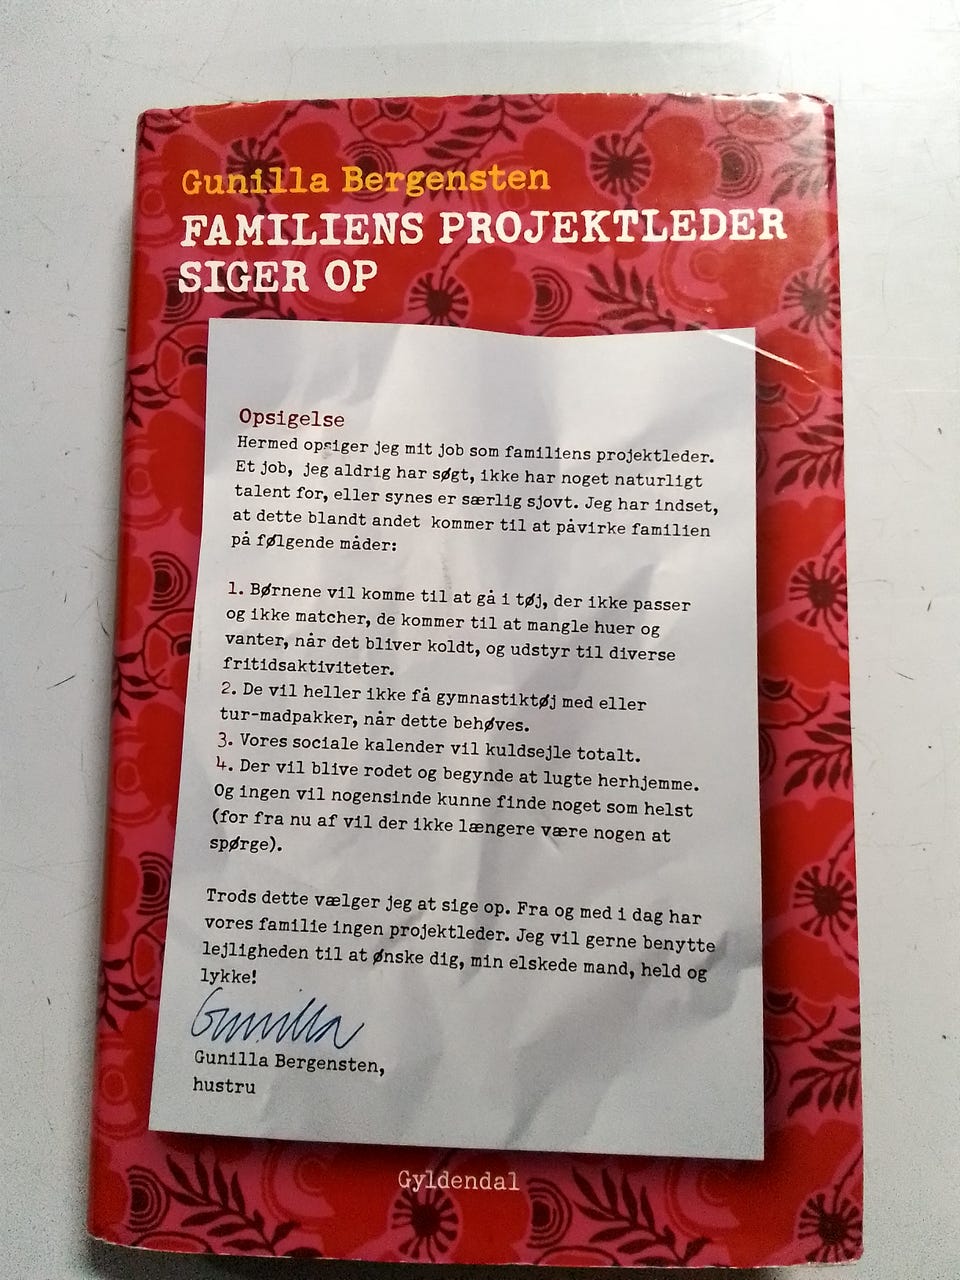 Gunilla Bergensten
FAMILIENS PROJEKTLEDER
SIGER OP
Opsigelse
Hermed opsiger jeg mit job som familiens projektleder.
Et job, jeg aldrig har søgt, ikke har noget naturligt
talent for, eller synes er særlig sjovt. Jeg har indset,
at dette blandt andet kommer til at påvirke familien
på følgende måder:
1. Børnene vil komme til at gå i tøj, der ikke passer
og ikke matcher, de kommer til at mangle huer og
vanter, når det bliver koldt, og udstyr til diverse
fritidsaktiviteter.
2. De vil heller ikke få gymnastiktøj med eller
tur-madpakker, når dette behøves.
3. Vores sociale kalender vil kuldsejle totalt.
4. Der vil blive rodet og begynde at lugte herhjemme.
Og ingen vil nogensinde kunne finde noget som helst
(for fra nu af vil der ikke længere være nogen at
spørge).
Trods dette vælger jeg at sige op. Fra og med i dag har
vores familie ingen projektleder. Jeg vil gerne benytte
lejligheden til at ønske dig, min elskede mand, held og
lykke!
Gunilla
Gunilla Bergensten,
hustru
Gyldendal